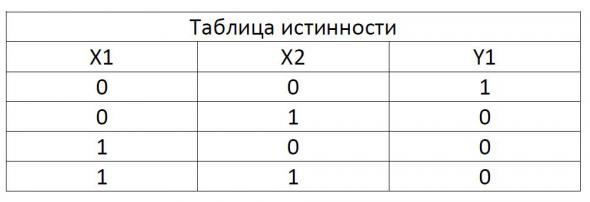 Таблица истинности
X1 X2 Y1
0 0 1
0 1 0
1 0 0
1 1 0